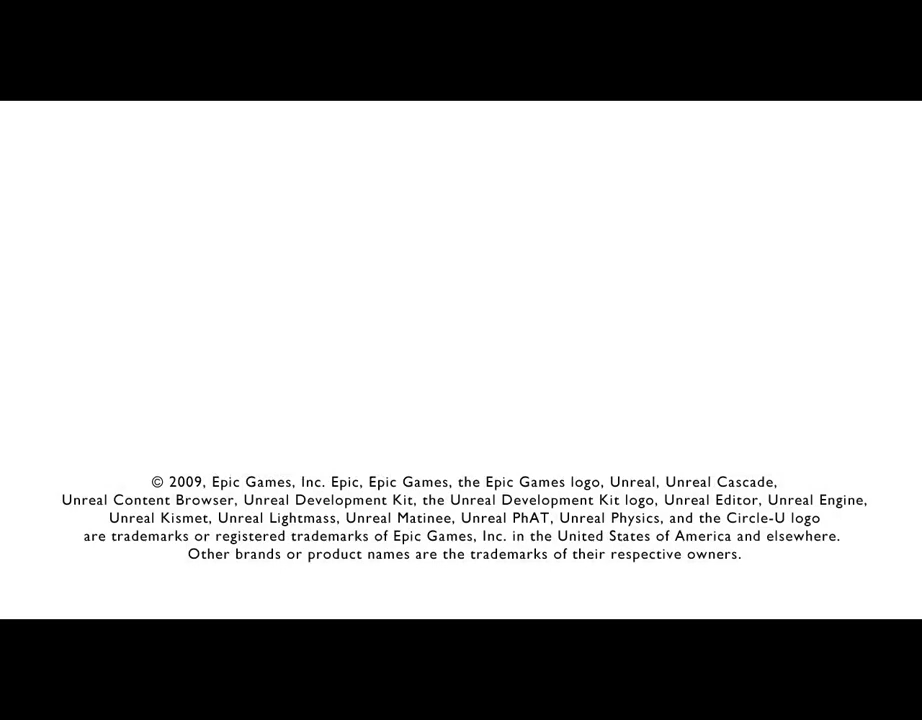 © 2009, Epic Games, Inc. Epic, Epic Games, the Epic Games logo, Unreal, Unreal Cascade,
Unreal Content Browser, Unreal Development Kit, the Unreal Development Kit logo, Unreal Editor, Unreal Engine,
Unreal Kismet, Unreal Lightmass, Unreal Matinee, Unreal PhAT, Unreal Physics, and the Circle-U logo
are trademarks or registered trademarks of Epic Games, Inc. in the United States of America and elsewhere.
Other brands or product names are the trademarks of their respective owners.